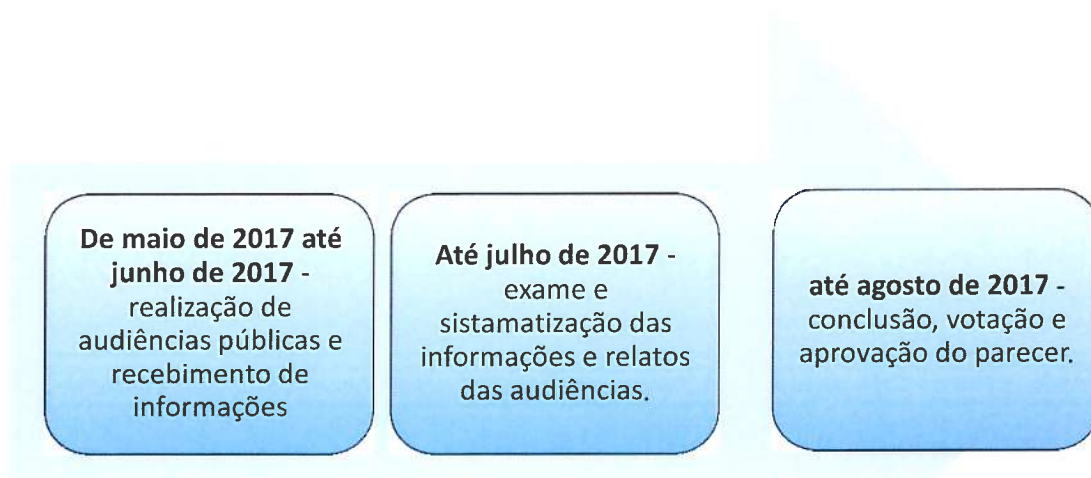 De maio de 2017 até
junho de 2017 -
realização de
audiências públicas e
recebimento de
informações
Até julho de 2017 -
exame e
sistamatização das
informações e relatos
das audiências.
até agosto de 2017 -
conclusão, votação e
aprovação do parecer.